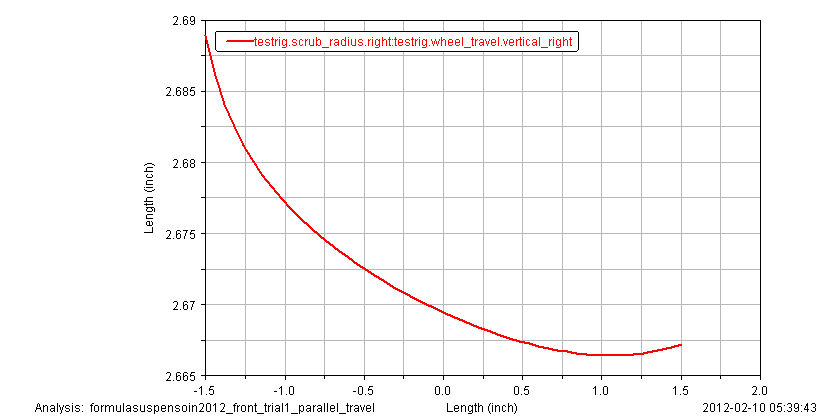 2.69
testrig.scrub_radius.right:testrig.wheel_travel.vertical_right
2.685
2.68
Length (inch)
2.675
2.67
2.665
-1.5 -1.0 -0.5 0.0 0.5 1.0 1.5 2.0
Analysis: formulasuspensoin2012_front_trial1_parallel_travel Length (inch) 2012-02-10 05:39:43